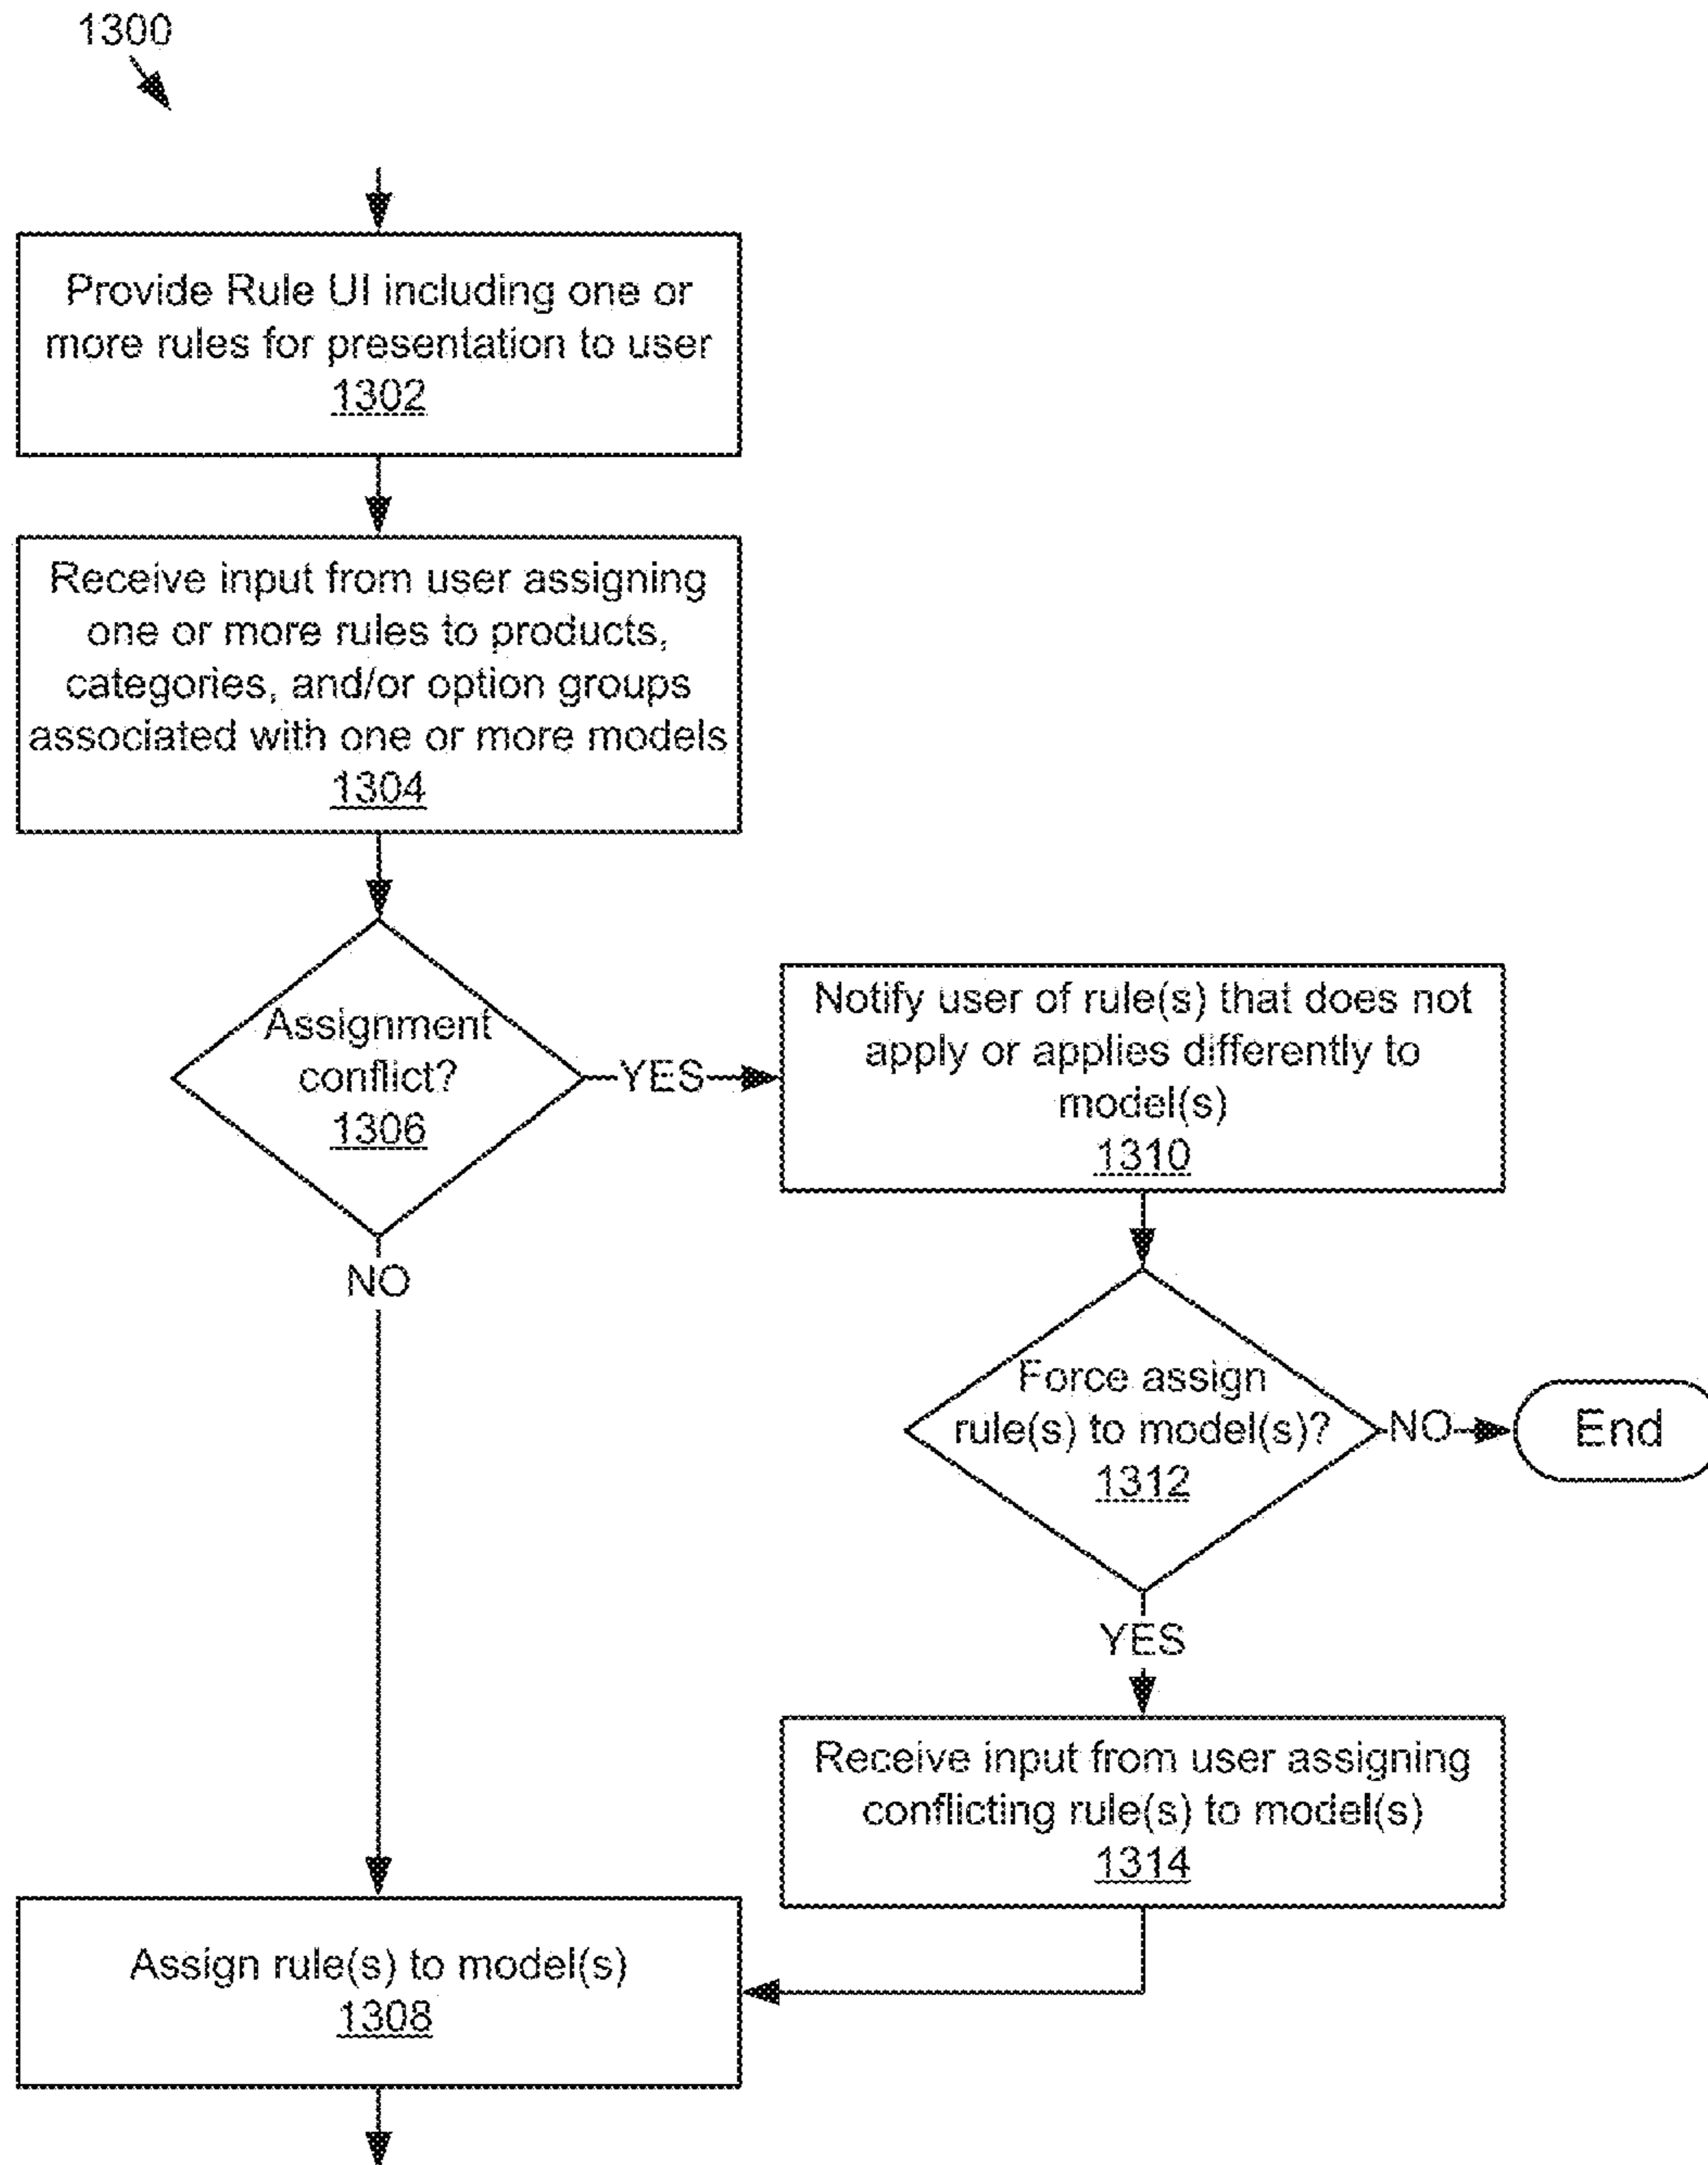 1300
Provide Rule UI including one or
more rules for presentation to user
1302
Receive input from user assigning
one or more rules to products,
categories, and/or option groups
associated with one or more models
1304
Assignment
conflict?
1306
YES
Notify user of rule(s) that does not
apply or applies differently to
model(s)
1310
NO
Force assign
rule(s) to model(s)?
1312
NO
End
YES
Receive input from user assigning
conflicting rule(s) to model(s)
1314
Assign rule(s) to model(s)
1308